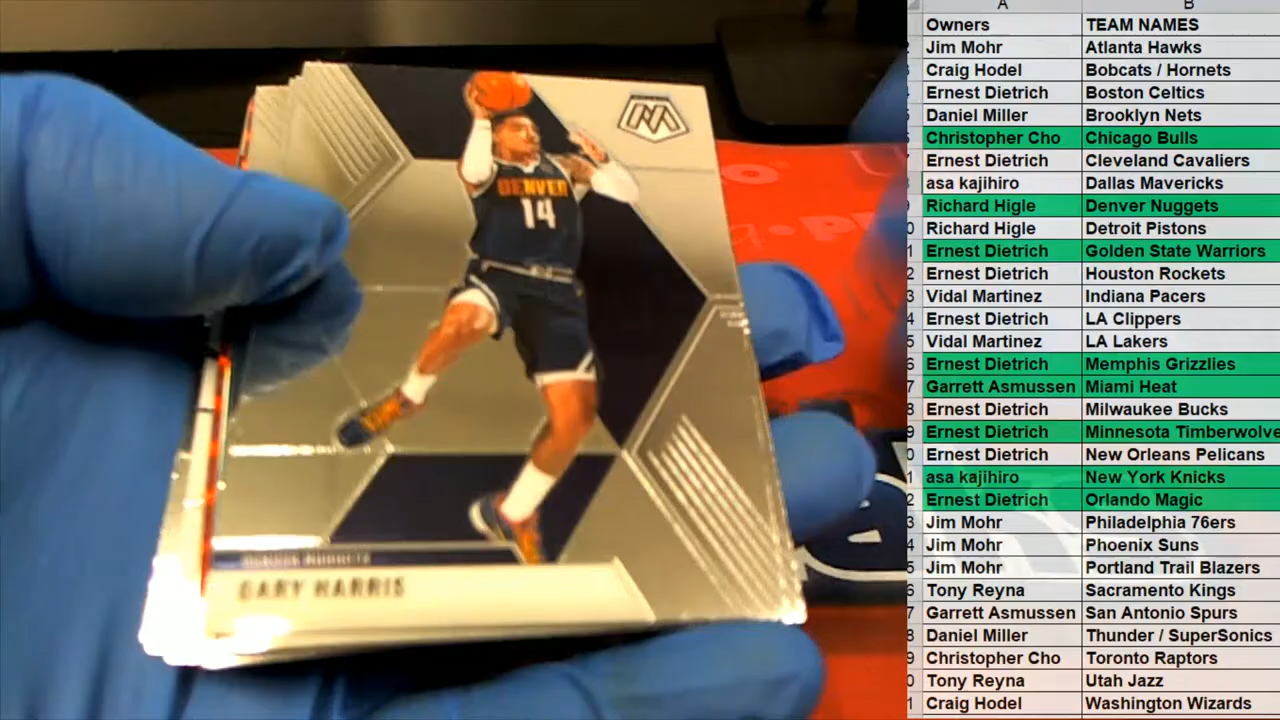 DENVER
14
GARY HARRIS
A B
Owners TEAM NAMES
Jim Mohr Atlanta Hawks
Craig Hodel Bobcats / Hornets
Ernest Dietrich Boston Celtics
Daniel Miller Brooklyn Nets
Christopher Cho Chicago Bulls
Ernest Dietrich Cleveland Cavaliers
asa kajihiro Dallas Mavericks
Richard Higle Denver Nuggets
Richard Higle Detroit Pistons
Ernest Dietrich Golden State Warriors
Ernest Dietrich Houston Rockets
Vidal Martinez Indiana Pacers
Ernest Dietrich LA Clippers
Vidal Martinez LA Lakers
Ernest Dietrich Memphis Grizzlies
Garrett Asmussen Miami Heat
Ernest Dietrich Milwaukee Bucks
Ernest Dietrich Minnesota Timberwolve
Ernest Dietrich New Orleans Pelicans
asa kajihiro New York Knicks
Ernest Dietrich Orlando Magic
Jim Mohr Philadelphia 76ers
Jim Mohr Phoenix Suns
Jim Mohr Portland Trail Blazers
Tony Reyna Sacramento Kings
Garrett Asmussen San Antonio Spurs
Daniel Miller Thunder / SuperSonics
Christopher Cho Toronto Raptors
Tony Reyna Utah Jazz
Craig Hodel Washington Wizards